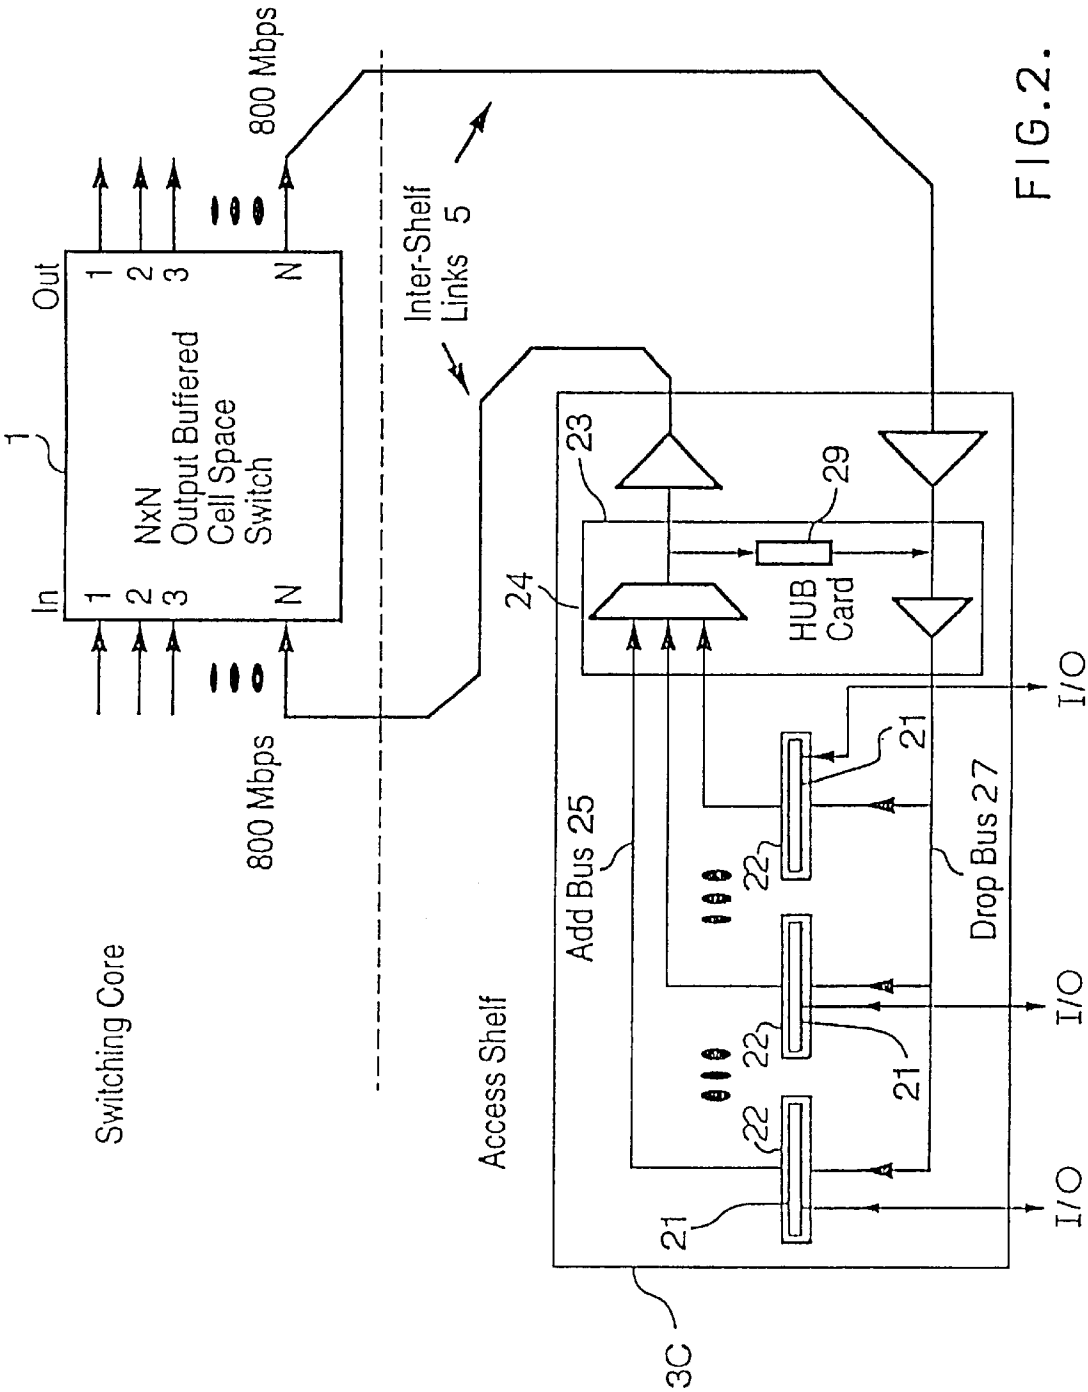 Switching Core
800 Mbps
In
1
2
3
N
1
NxN
Output Buffered
Cell Space
Switch
Out
1
2
3
N
800 Mbps
Inter-Shelf
Links 5
Access Shelf
3C
Add Bus 25
24
23
29
HUB
Card
21
22
22
21
22
21
Drop Bus 27
I/O
I/O
I/O
FIG.2.